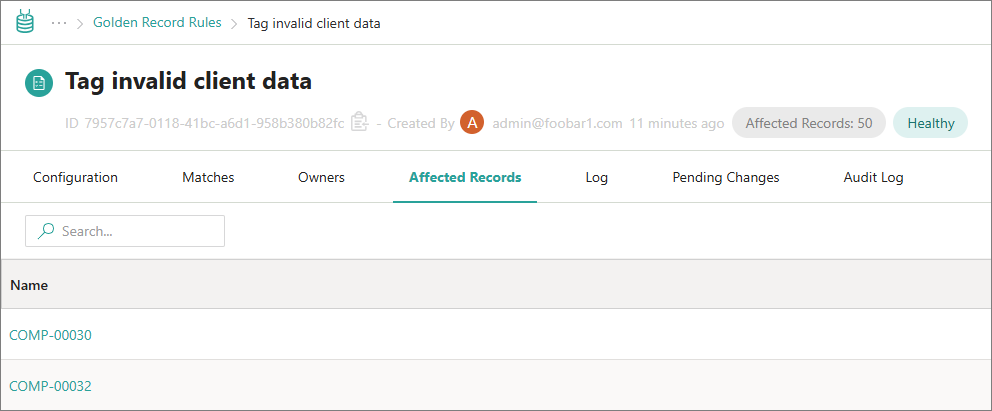 ··· > Golden Record Rules > Tag invalid client data
Tag invalid client data
ID 7957c7a7-0118-41bc-a6d1-958b380b82fc - Created By A admin@foobar1.com 11 minutes ago Affected Records: 50 Healthy
Configuration Matches Owners Affected Records Log Pending Changes Audit Log
Search...
Name
COMP-00030
COMP-00032